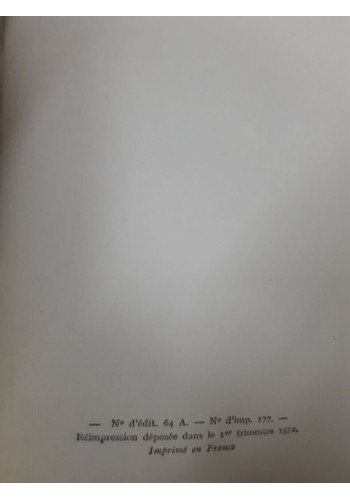 — Nº d'édit. 64 A. — Nº d'imp. 177. —
Réimpression déposée dans le 1er trimestre 1972.
Imprimé en France